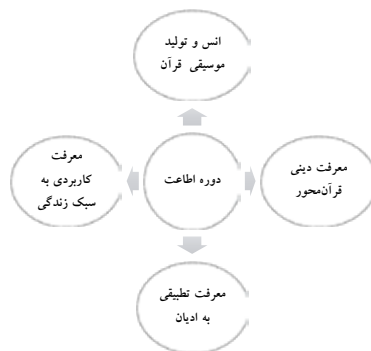 انس و تولید
موسیقی قرآن
معرفت دینی
قرآن‌محور
دوره اطاعت
معرفت
کاربردی به
سبک زندگی
معرفت تطبیقی
به ادیان